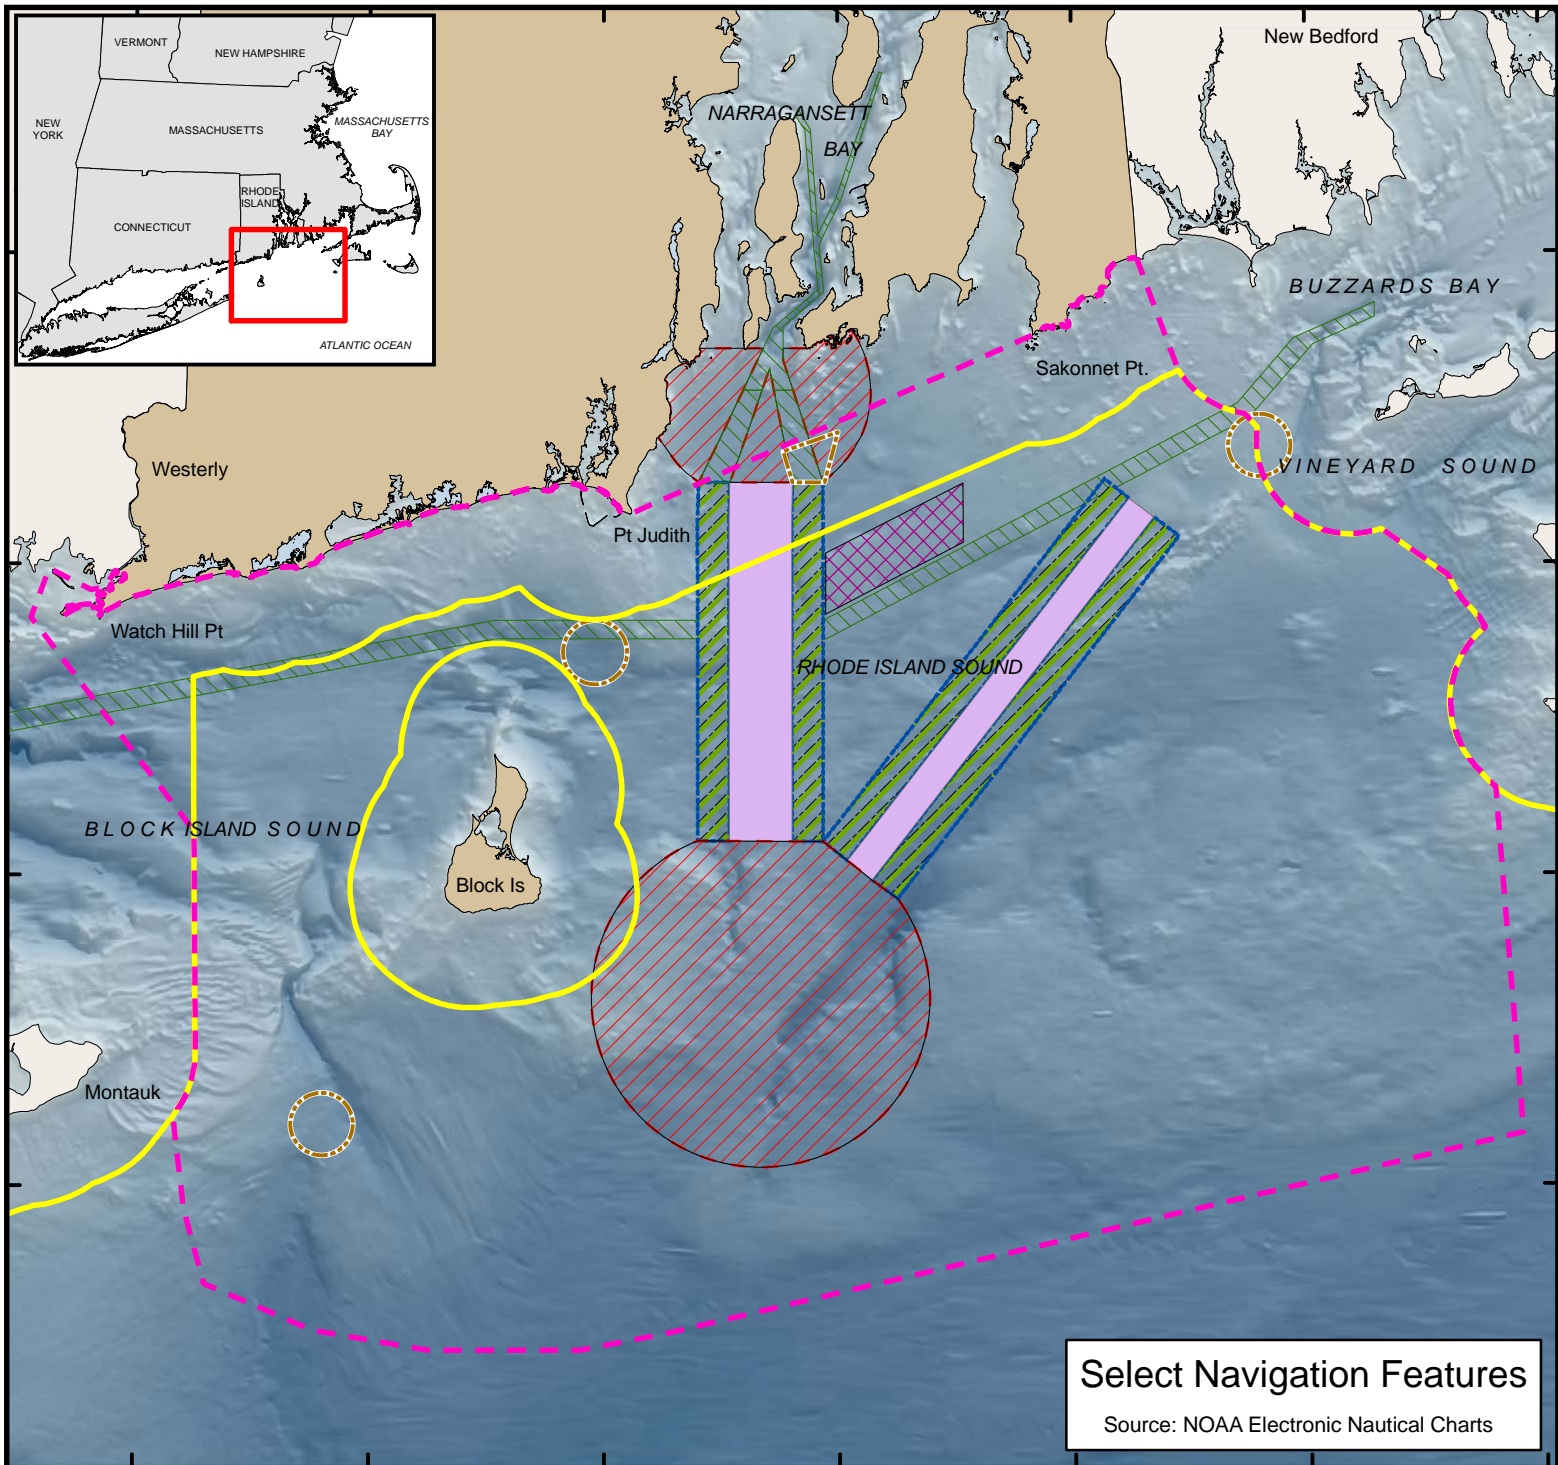 VERMONT
NEW HAMPSHIRE
NEW
YORK
MASSACHUSETTS
MASSACHUSETTS
BAY
RHODE
ISLAND
CONNECTICUT
ATLANTIC OCEAN
New Bedford
NARRAGANSETT
BAY
BUZZARDS BAY
Sakonnet Pt.
Westerly
VINEYARD SOUND
Pt Judith
Watch Hill Pt
RHODE ISLAND SOUND
BLOCK ISLAND SOUND
Block Is
Montauk
Select Navigation Features
Source: NOAA Electronic Nautical Charts